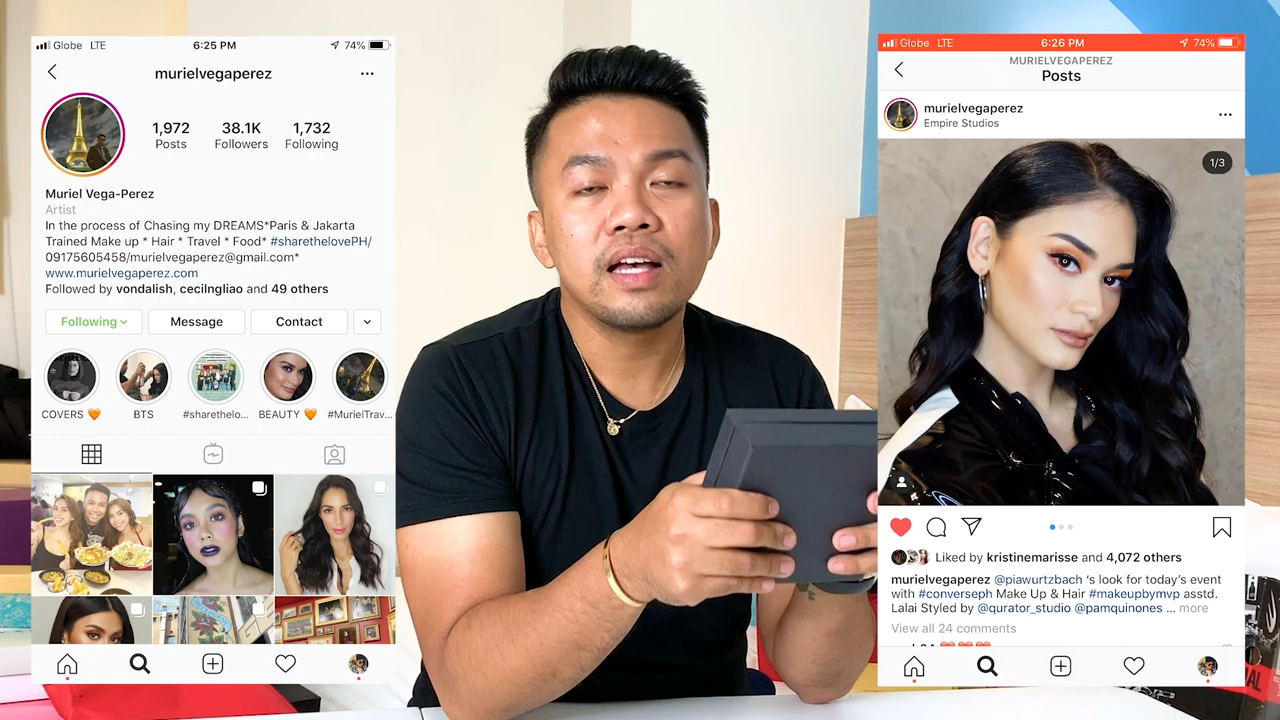 Globe LTE 6:25 PM 74%
murielvegaperez
1,972 38.1K 1,732
Posts Followers Following
Muriel Vega-Perez
Artist
In the process of Chasing my DREAMS*Paris & Jakarta
Trained Make up * Hair * Travel * Food* #sharethelovePH/
09175605458/murielvegaperez@gmail.com*
www.murielvegaperez.com
Followed by vondalish, cecilngliao and 49 others
Following Message Contact
COVERS 🧡 BTS #sharethelo... BEAUTY 🧡 #MurielTrav...
Globe LTE 6:26 PM 74%
MURIELVEGAPEREZ
Posts
murielvegaperez
Empire Studios
1/3
Liked by kristinemarisse and 4,072 others
murielvegaperez @piawurtzbach 's look for today's event
with #converseph Make Up & Hair #makeupbymvp asstd.
Lalai Styled by @qurator_studio @pamquinones ... more
View all 24 comments